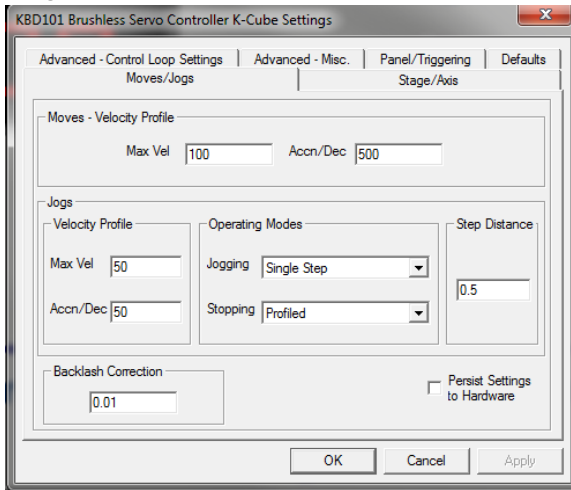 KBD101 Brushless Servo Controller K-Cube Settings
Advanced - Control Loop Settings Advanced - Misc. Panel/Triggering Defaults
Moves/Jogs Stage/Axis
Moves - Velocity Profile
Max Vel 100 Accn/Dec 500
Jogs
Velocity Profile Operating Modes Step Distance
Max Vel 50 Jogging Single Step
0.5
Accn/Dec 50 Stopping Profiled
Backlash Correction
0.01
Persist Settings
to Hardware
OK Cancel Apply